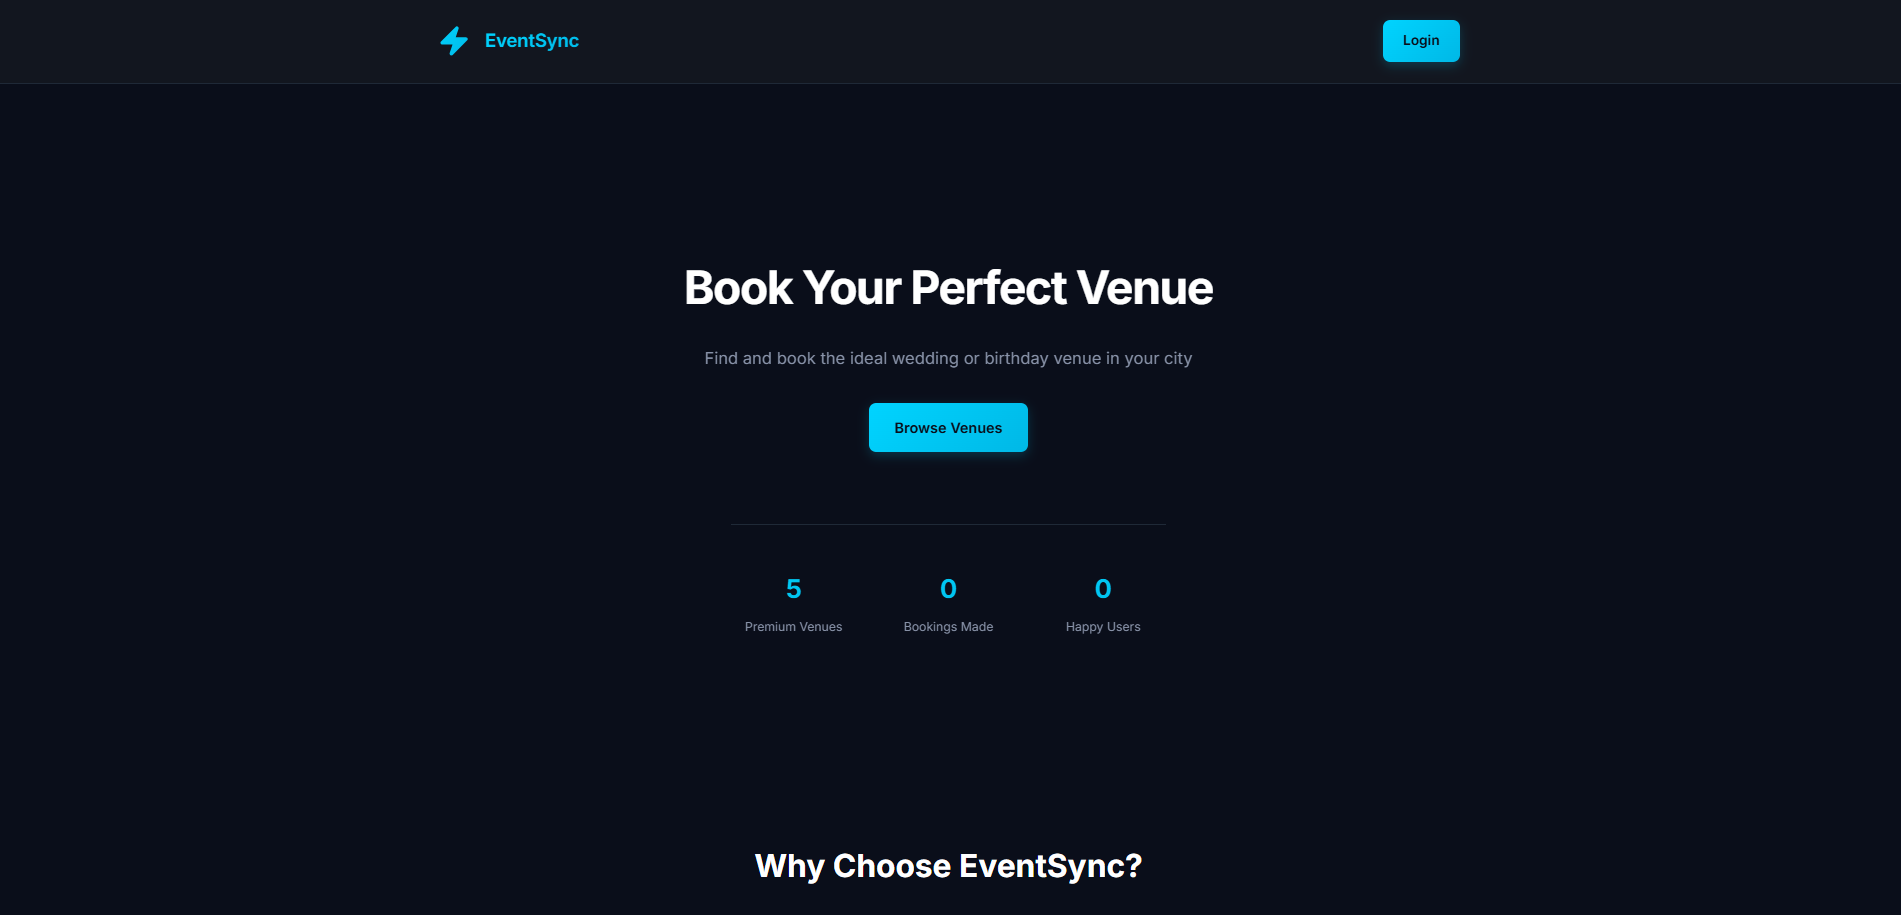 EventSync
Login
Book Your Perfect Venue
Find and book the ideal wedding or birthday venue in your city
Browse Venues
5
Premium Venues
0
Bookings Made
0
Happy Users
Why Choose EventSync?